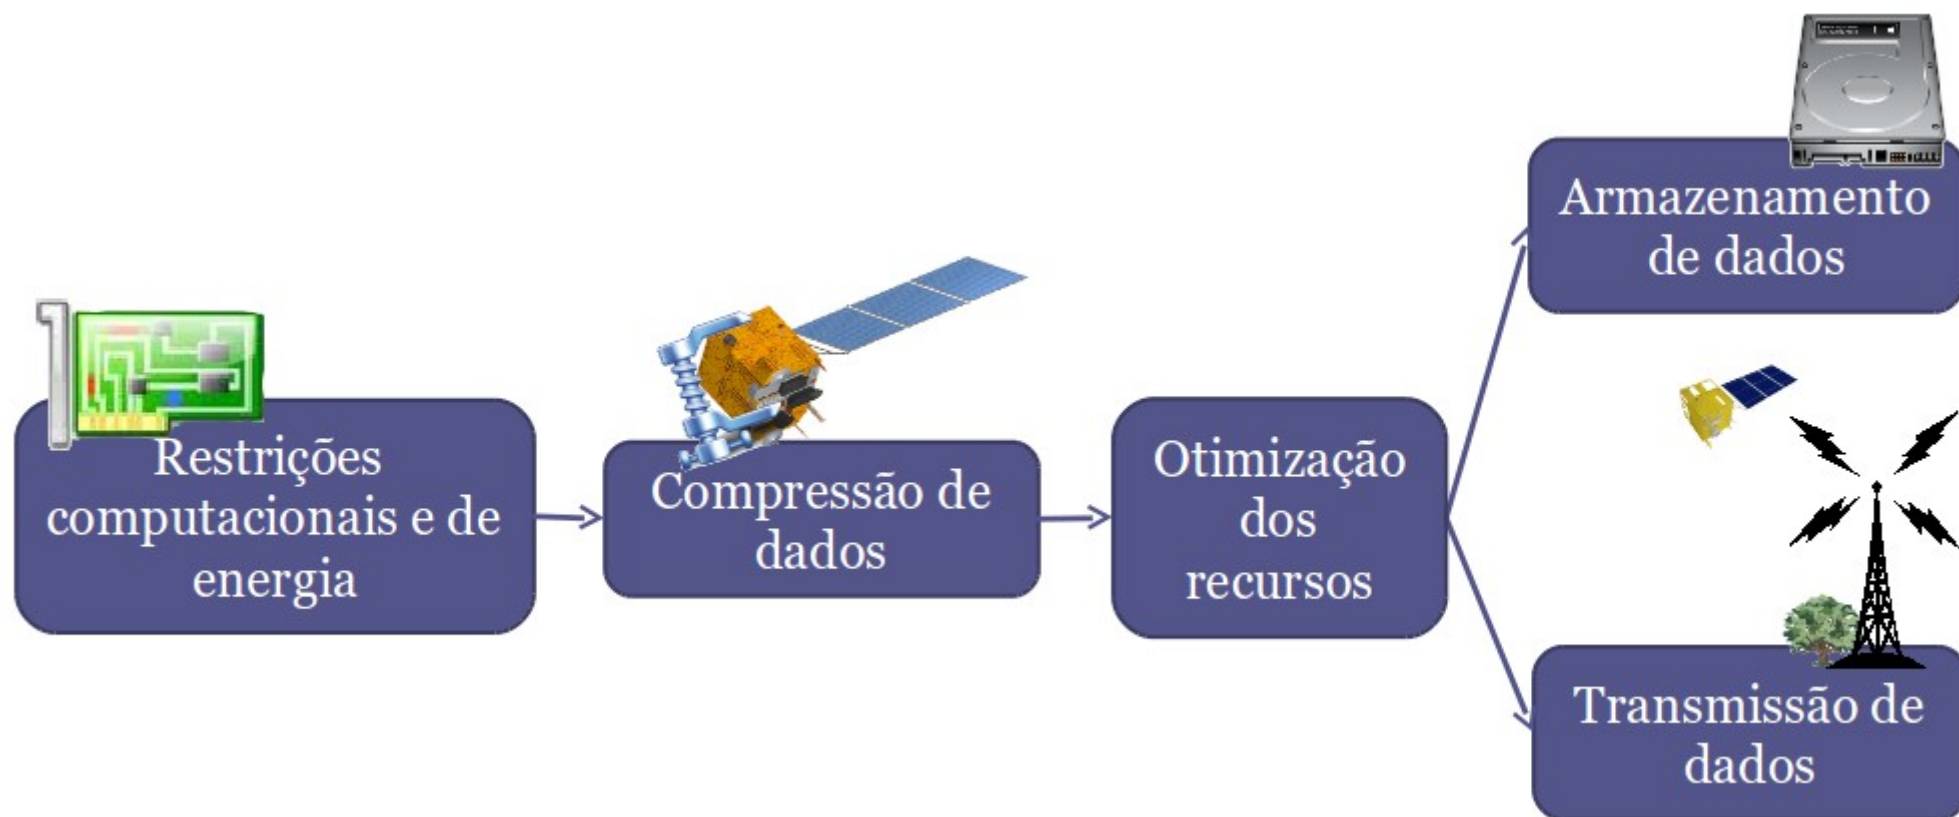 Restrições
computacionais e de
energia
Compressão de
dados
Otimização
dos
recursos
Armazenamento
de dados
Transmissão de
dados